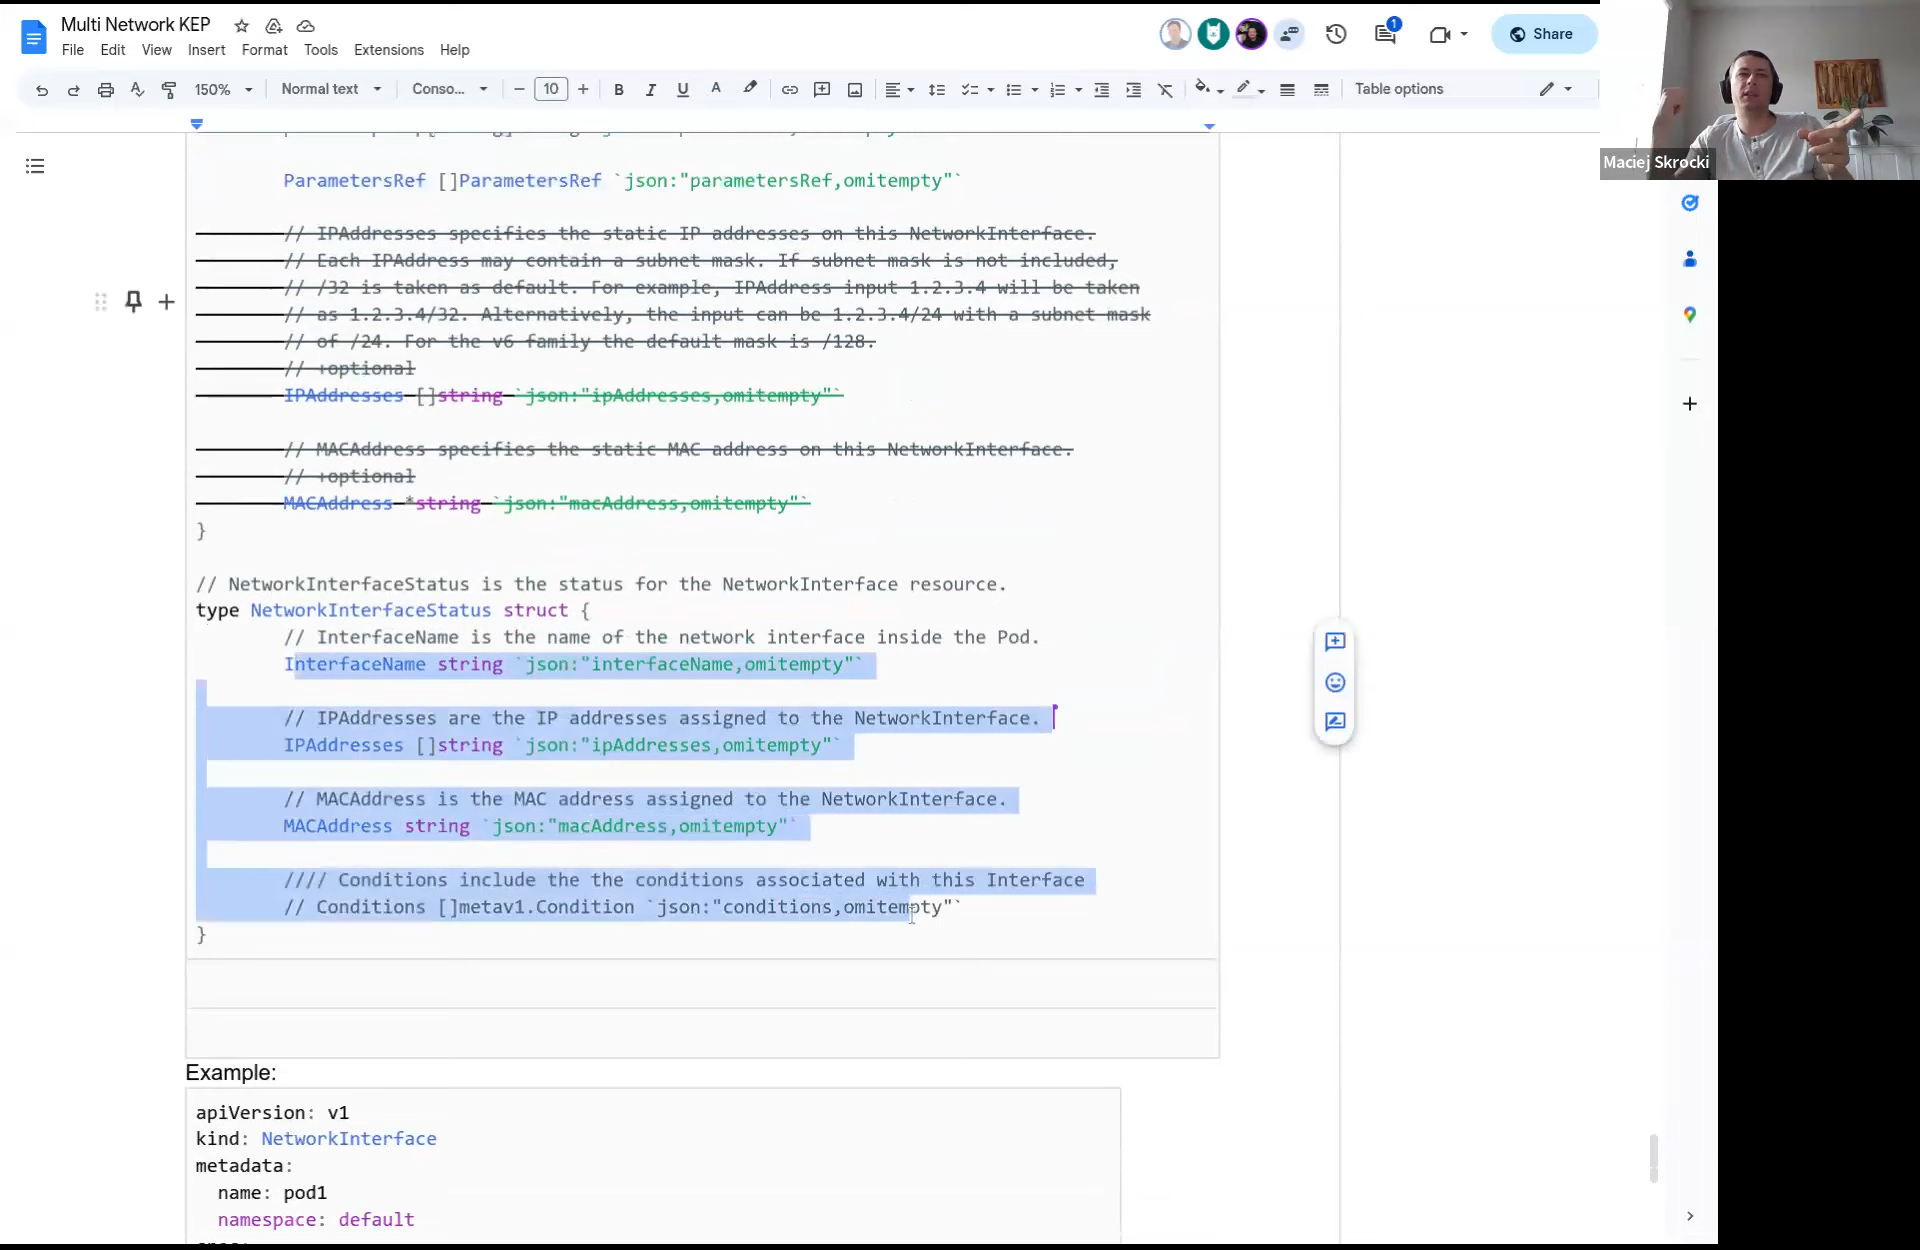 Multi Network KEP
File Edit View Insert Format Tools Extensions Help
1
Share
150% Normal text Conso... − 10 + B I U A Table options
Maciej Skrocki
ParametersRef []ParametersRef `json:"parametersRef,omitempty"`
// IPAddresses specifies the static IP addresses on this NetworkInterface.
// Each IPAddress may contain a subnet mask. If subnet mask is not included,
// /32 is taken as default. For example, IPAddress input 1.2.3.4 will be taken
// as 1.2.3.4/32. Alternatively, the input can be 1.2.3.4/24 with a subnet mask
// of /24. For the v6 family the default mask is /128.
// +optional
IPAddresses []string `json:"ipAddresses,omitempty"`
// MACAddress specifies the static MAC address on this NetworkInterface.
// +optional
MACAddress *string `json:"macAddress,omitempty"`
}
// NetworkInterfaceStatus is the status for the NetworkInterface resource.
type NetworkInterfaceStatus struct {
// InterfaceName is the name of the network interface inside the Pod.
InterfaceName string `json:"interfaceName,omitempty"`
// IPAddresses are the IP addresses assigned to the NetworkInterface.
IPAddresses []string `json:"ipAddresses,omitempty"`
// MACAddress is the MAC address assigned to the NetworkInterface.
MACAddress string `json:"macAddress,omitempty"`
//// Conditions include the the conditions associated with this Interface
// Conditions []metav1.Condition `json:"conditions,omitempty"`
}
Example:
apiVersion: v1
kind: NetworkInterface
metadata:
name: pod1
namespace: default